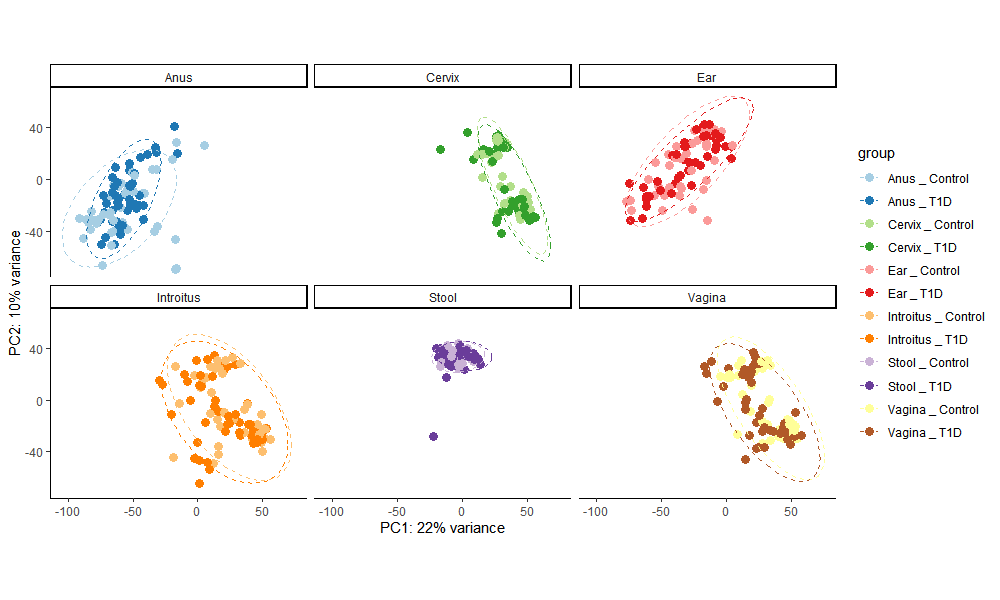 Anus
Cervix
Ear
40
0
-40
Introitus
Stool
Vagina
40
0
-40
-100
-50
0
50
-100
-50
0
50
-100
-50
0
50
PC1: 22% variance
PC2: 10% variance
group
Anus _ Control
Anus _ T1D
Cervix _ Control
Cervix _ T1D
Ear _ Control
Ear _ T1D
Introitus _ Control
Introitus _ T1D
Stool _ Control
Stool _ T1D
Vagina _ Control
Vagina _ T1D